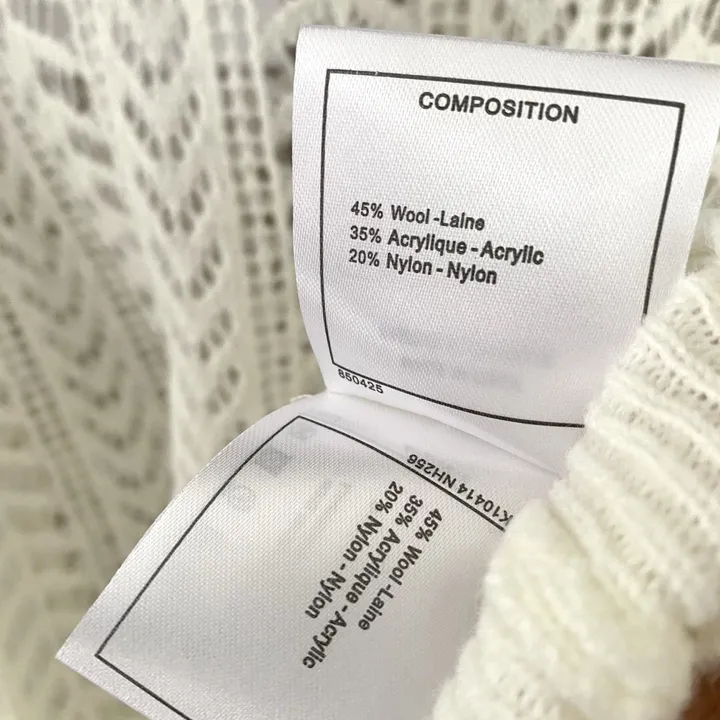 COMPOSITION
45% Wool -Laine
35% Acrylique - Acrylic
20% Nylon - Nylon
850425
K10414 NH256
45% Wool -Laine
35% Acrylique - Acrylic
20% Nylon - Nylon